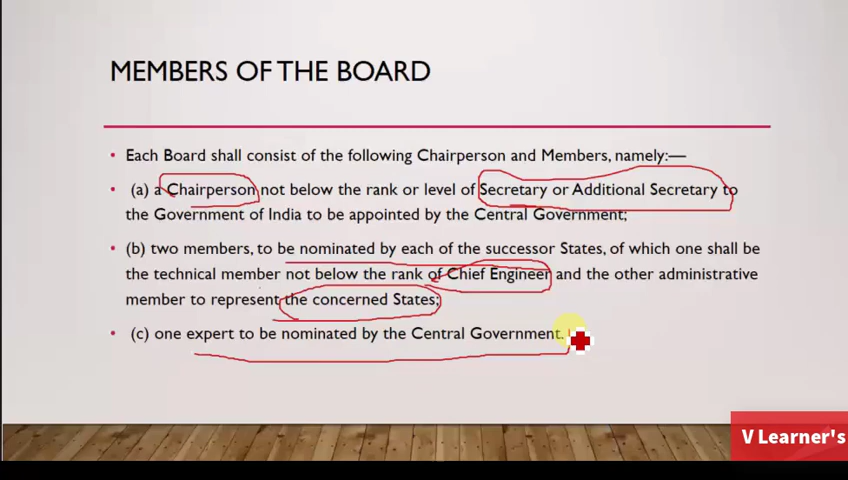 MEMBERS OF THE BOARD
• Each Board shall consist of the following Chairperson and Members, namely:—
• (a) a Chairperson not below the rank or level of Secretary or Additional Secretary to
the Government of India to be appointed by the Central Government;
• (b) two members, to be nominated by each of the successor States, of which one shall be
the technical member not below the rank of Chief Engineer and the other administrative
member to represent the concerned States;
• (c) one expert to be nominated by the Central Government.
V Learner's